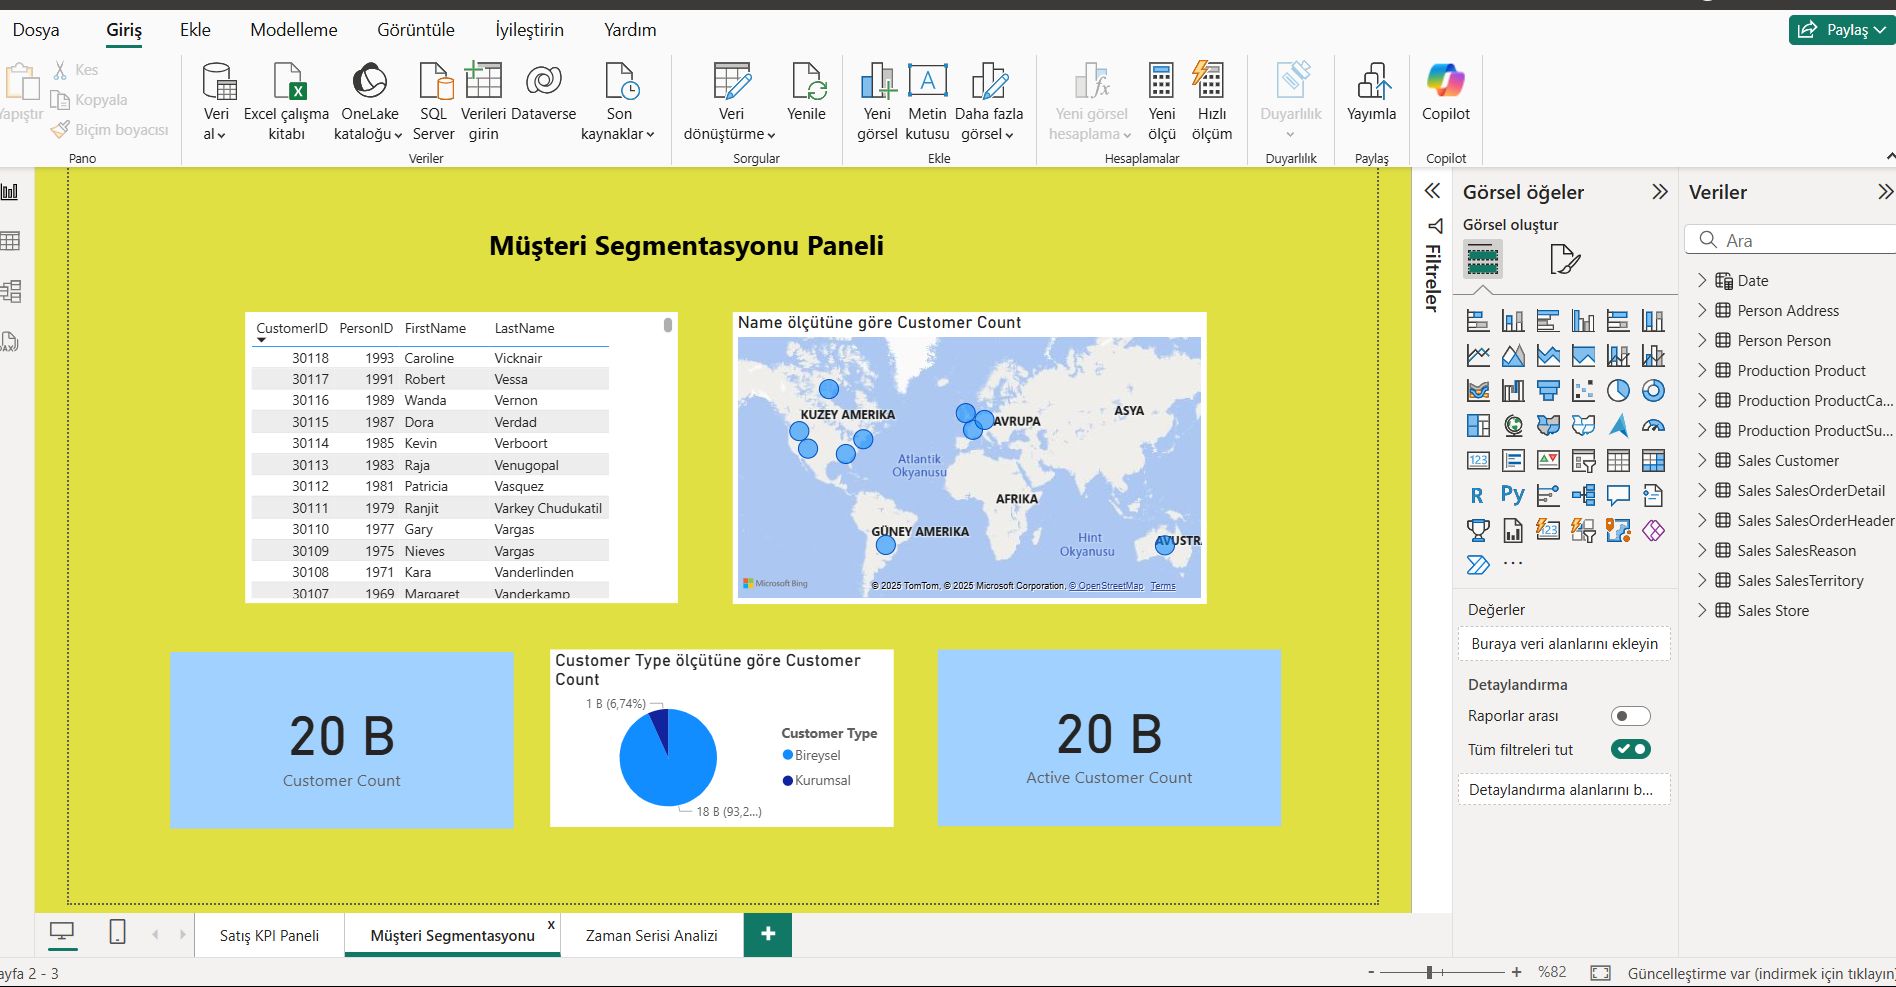 Dosya Giriş Ekle Modelleme Görüntüle İyileştirin Yardım Paylaş
Yapıştır
Kes
Kopyala
Biçim boyacısı
Pano
Veri al
Excel çalışma kitabı
OneLake kataloğu
SQL Server
Verileri girin
Dataverse
Son kaynaklar
Veriler
Veri dönüştürme
Yenile
Sorgular
Yeni görsel
Metin kutusu
Daha fazla görsel
Ekle
Yeni görsel hesaplama
Yeni ölçü
Hızlı ölçüm
Hesaplamalar
Duyarlılık
Duyarlılık
Yayımla
Paylaş
Copilot
Copilot
Müşteri Segmentasyonu Paneli
CustomerID PersonID FirstName LastName
30118 1993 Caroline Vicknair
30117 1991 Robert Vessa
30116 1989 Wanda Vernon
30115 1987 Dora Verdad
30114 1985 Kevin Verboort
30113 1983 Raja Venugopal
30112 1981 Patricia Vasquez
30111 1979 Ranjit Varkey Chudukatil
30110 1977 Gary Vargas
30109 1975 Nieves Vargas
30108 1971 Kara Vanderlinden
30107 1969 Margaret Vanderkamp
Name ölçütüne göre Customer Count
KUZEY AMERIKA
AVRUPA
ASYA
Atlantik
Okyanusu
AFRIKA
GÜNEY AMERIKA
Hint
Okyanusu
AVUSTR
Microsoft Bing
© 2025 TomTom, © 2025 Microsoft Corporation, © OpenStreetMap Terms
20 B
Customer Count
Customer Type ölçütüne göre Customer
Count
1 B (6,74%)
18 B (93,2...)
Customer Type
Bireysel
Kurumsal
20 B
Active Customer Count
Filtreler
Görsel öğeler
Görsel oluştur
123
R Py
123
...
Değerler
Buraya veri alanlarını ekleyin
Detaylandırma
Raporlar arası
Tüm filtreleri tut
Detaylandırma alanlarını b...
Veriler
Ara
Date
Person Address
Person Person
Production Product
Production ProductCa...
Production ProductSu...
Sales Customer
Sales SalesOrderDetail
Sales SalesOrderHeader
Sales SalesReason
Sales SalesTerritory
Sales Store
Satış KPI Paneli
Müşteri Segmentasyonu x
Zaman Serisi Analizi
+
ayfa 2 - 3
- + %82
Güncelleştirme var (indirmek için tıklayın)